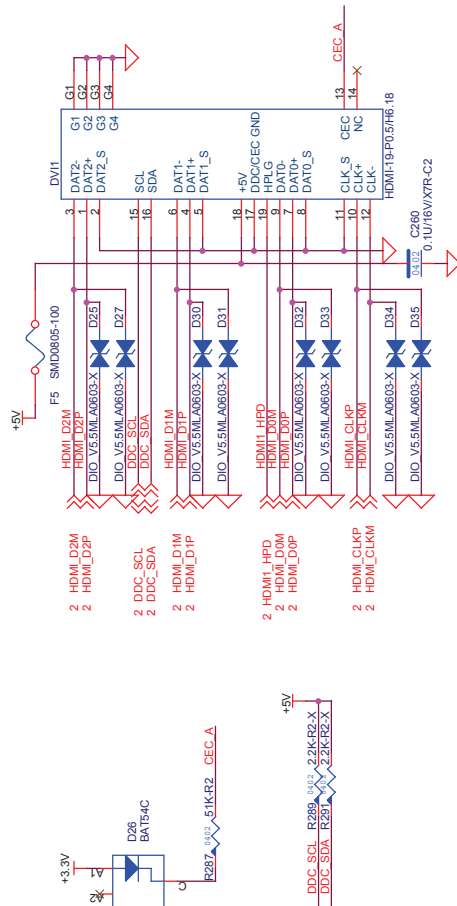 +5V
F5 SMD0805-100
2 HDMI_D2M
2 HDMI_D2P
HDMI_D2M
HDMI_D2P
DIO_V5.5MLA0603-X D25
DIO_V5.5MLA0603-X D27
2 DDC_SCL
2 DDC_SDA
DDC_SCL
DDC_SDA
2 HDMI_D1M
2 HDMI_D1P
HDMI_D1M
HDMI_D1P
DIO_V5.5MLA0603-X D30
DIO_V5.5MLA0603-X D31
2 HDMI1_HPD
2 HDMI_D0M
2 HDMI_D0P
HDMI1_HPD
HDMI_D0M
HDMI_D0P
DIO_V5.5MLA0603-X D32
DIO_V5.5MLA0603-X D33
2 HDMI_CLKP
2 HDMI_CLKM
HDMI_CLKP
HDMI_CLKM
DIO_V5.5MLA0603-X D34
DIO_V5.5MLA0603-X D35
DVI1
3 DAT2-
1 DAT2+
2 DAT2_S
15 SCL
16 SDA
6 DAT1-
4 DAT1+
5 DAT1_S
18 +5V
17 DDC/CEC GND
19 HPLG
9 DAT0-
7 DAT0+
8 DAT0_S
11 CLK_S
10 CLK+
12 CLK-
G1 G1
G2 G2
G3 G3
G4 G4
CEC 13 CEC_A
NC 14
HDMI-19-P0.5/H6.18
C260
0.1U/16V/X7R-C2
0402
+3.3V
A1
A2
C
D26
BAT54C
R287 0402 51K-R2 CEC_A
+5V
DDC_SCL R289 0402 2.2K-R2-X
DDC_SDA R291 0402 2.2K-R2-X